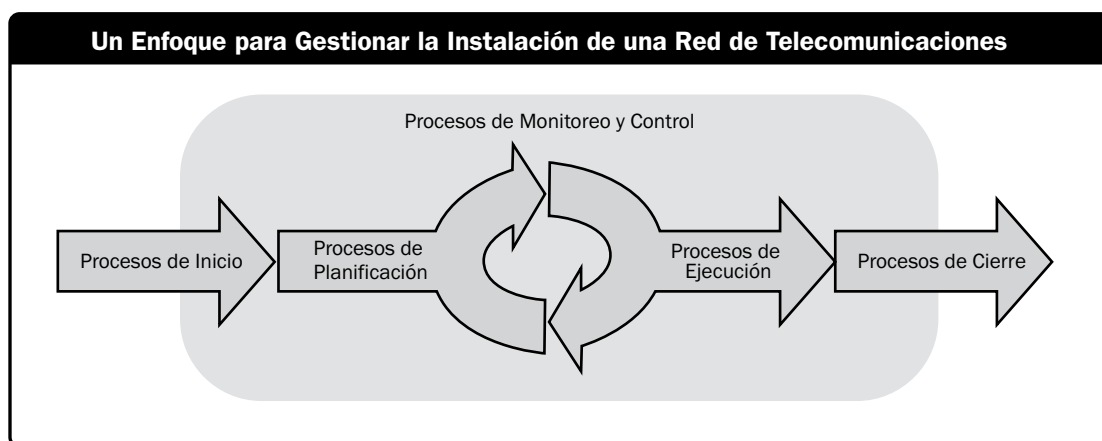 Un Enfoque para Gestionar la Instalación de una Red de Telecomunicaciones
Procesos de Monitoreo y Control
Procesos de Inicio
Procesos de
Planificación
Procesos de
Ejecución
Procesos de Cierre